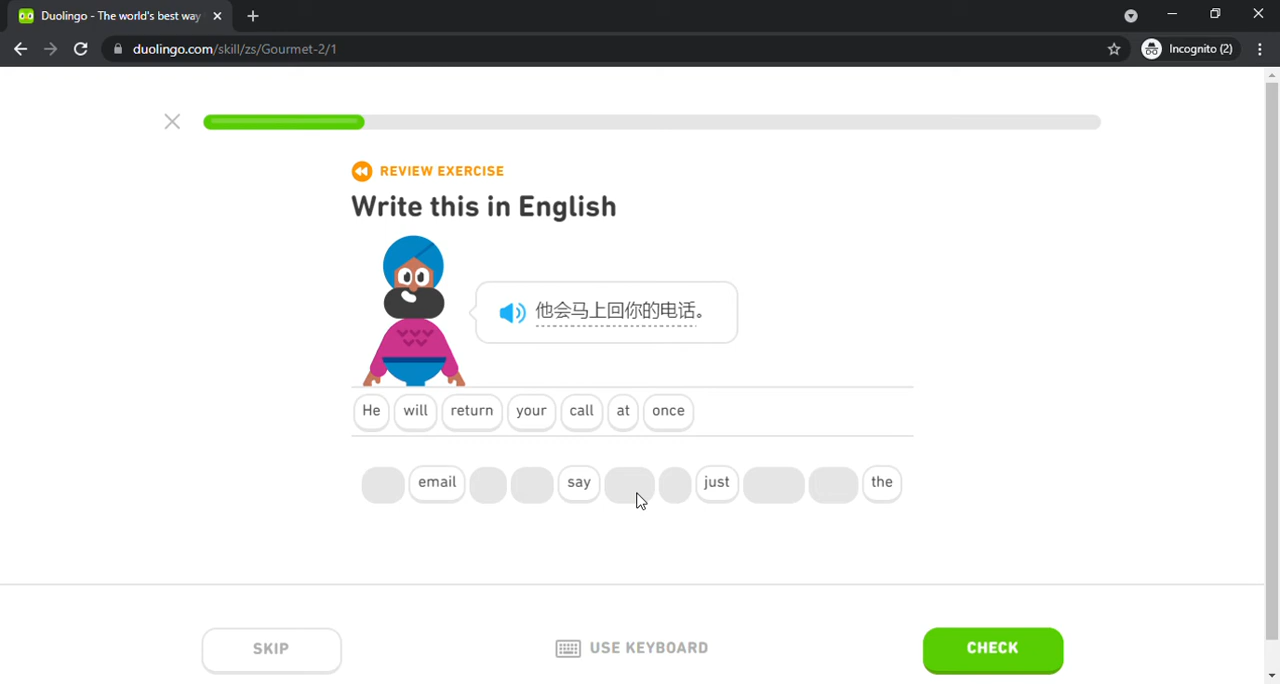 Duolingo - The world's best way
duolingo.com/skill/zs/Gourmet-2/1
Incognito (2)
REVIEW EXERCISE
Write this in English
他会马上回你的电话。
He will return your call at once
email say just the
SKIP
USE KEYBOARD
CHECK